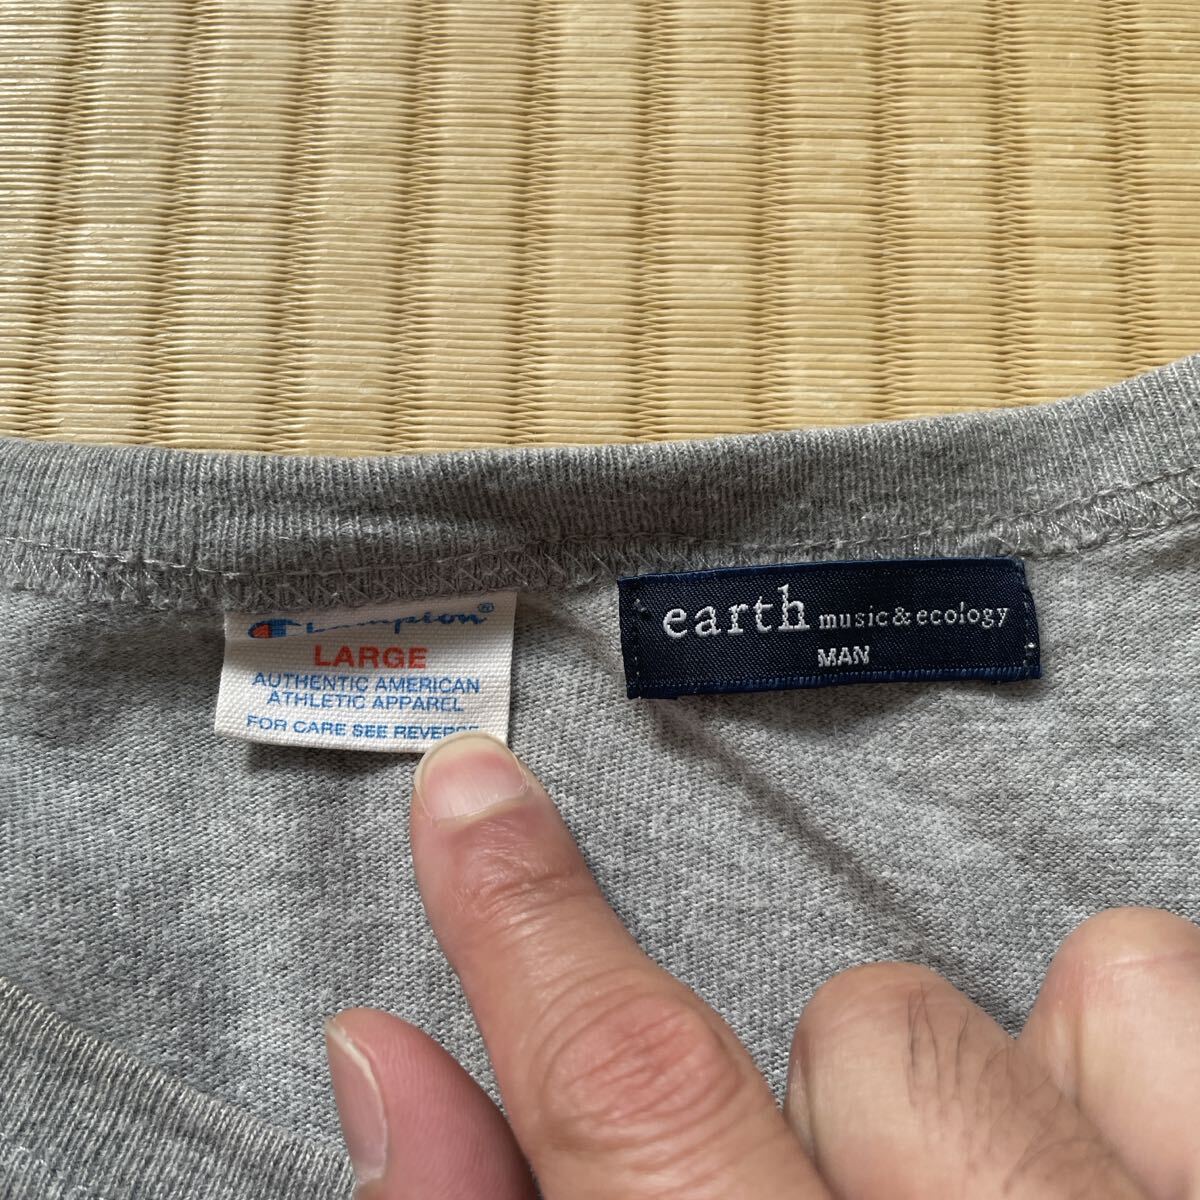 Champion®
LARGE
AUTHENTIC AMERICAN
ATHLETIC APPAREL
FOR CARE SEE REVERSE
earth music&ecology
MAN